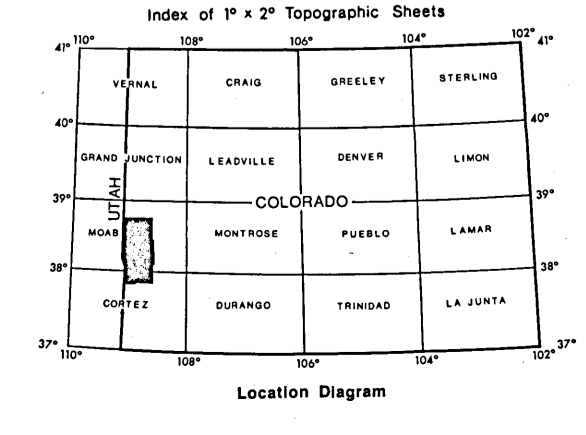 Index of 1° x 2° Topographic Sheets
41° 110° 108° 106° 104° 102° 41°
VERNAL CRAIG GREELEY STERLING
40° 40°
GRAND JUNCTION LEADVILLE DENVER LIMON
39° 39°
UTAH COLORADO
MOAB MONTROSE PUEBLO LAMAR
38° 38°
CORTEZ DURANGO TRINIDAD LA JUNTA
37° 37°
110° 108° 106° 104° 102°
Location Diagram